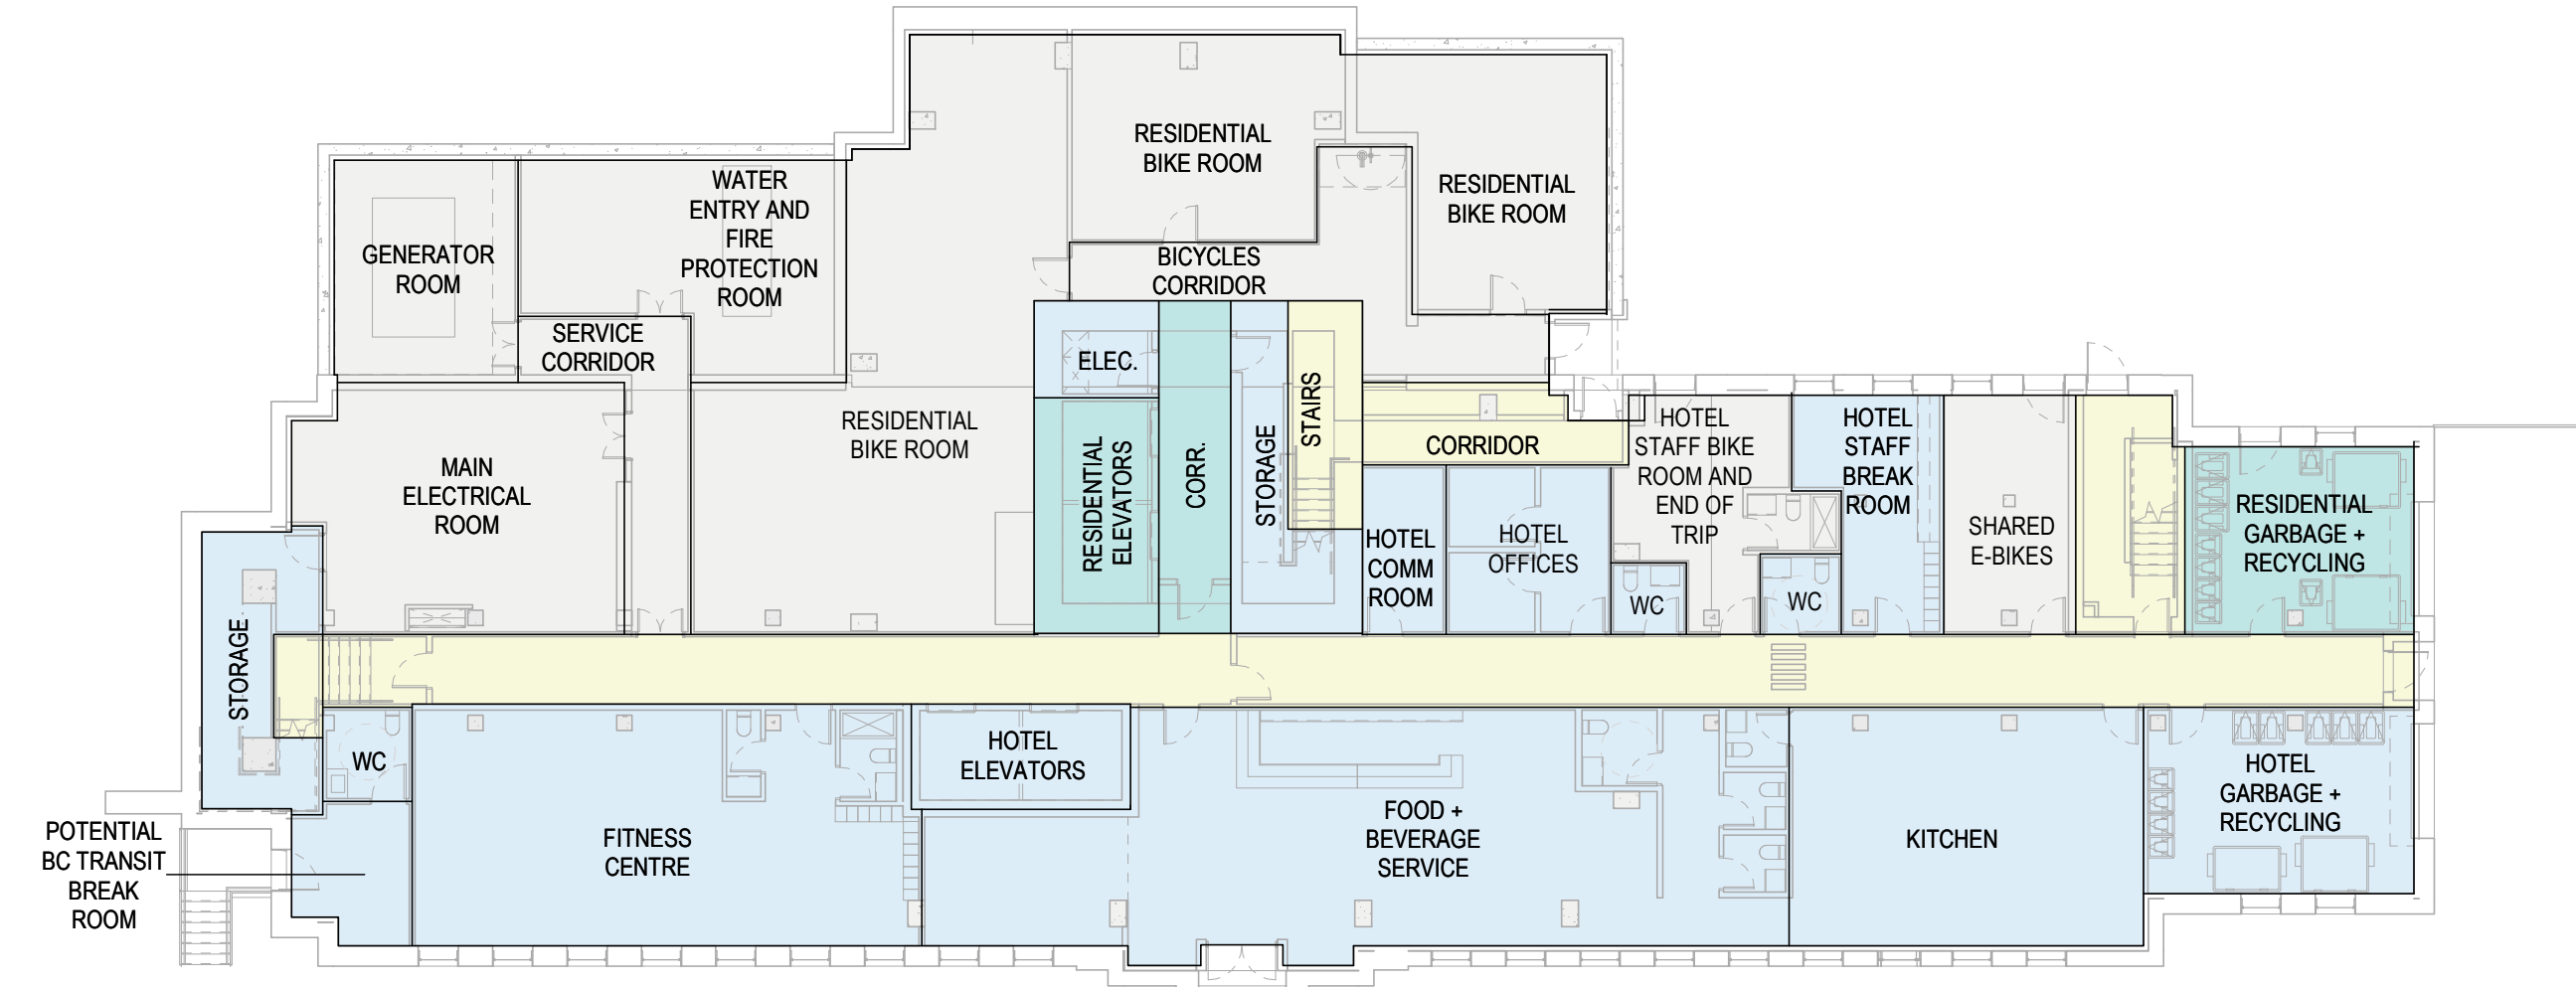 RESIDENTIAL
BIKE ROOM
RESIDENTIAL
BIKE ROOM
WATER
ENTRY AND
FIRE
PROTECTION
ROOM
GENERATOR
ROOM
BICYCLES
CORRIDOR
SERVICE
CORRIDOR
ELEC.
STAIRS
RESIDENTIAL
BIKE ROOM
MAIN
ELECTRICAL
ROOM
RESIDENTIAL
ELEVATORS
CORR.
STORAGE
CORRIDOR
HOTEL
STAFF BIKE
ROOM AND
END OF
TRIP
HOTEL
STAFF
BREAK
ROOM
SHARED
E-BIKES
RESIDENTIAL
GARBAGE +
RECYCLING
HOTEL
COMM
ROOM
HOTEL
OFFICES
WC
WC
STORAGE
WC
HOTEL
ELEVATORS
FITNESS
CENTRE
FOOD +
BEVERAGE
SERVICE
KITCHEN
HOTEL
GARBAGE +
RECYCLING
POTENTIAL
BC TRANSIT
BREAK
ROOM